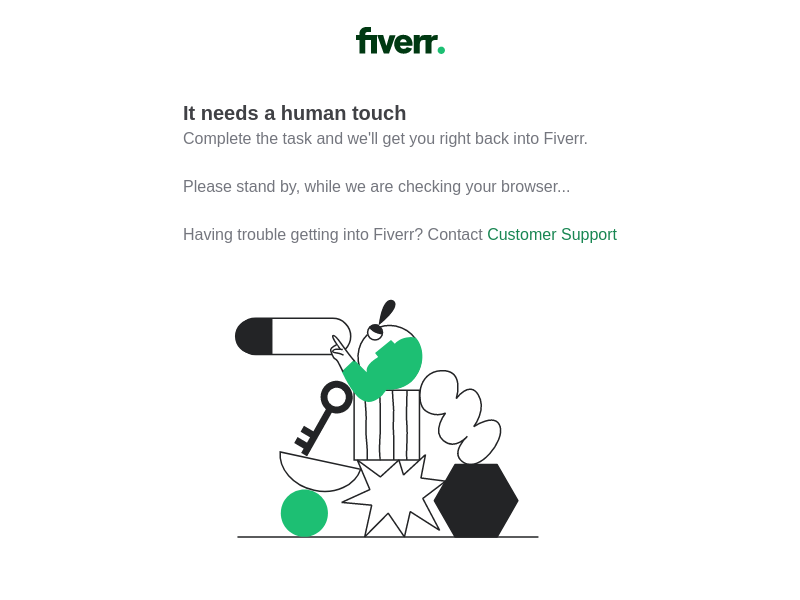 fiverr.
It needs a human touch
Complete the task and we'll get you right back into Fiverr.
Please stand by, while we are checking your browser...
Having trouble getting into Fiverr? Contact Customer Support